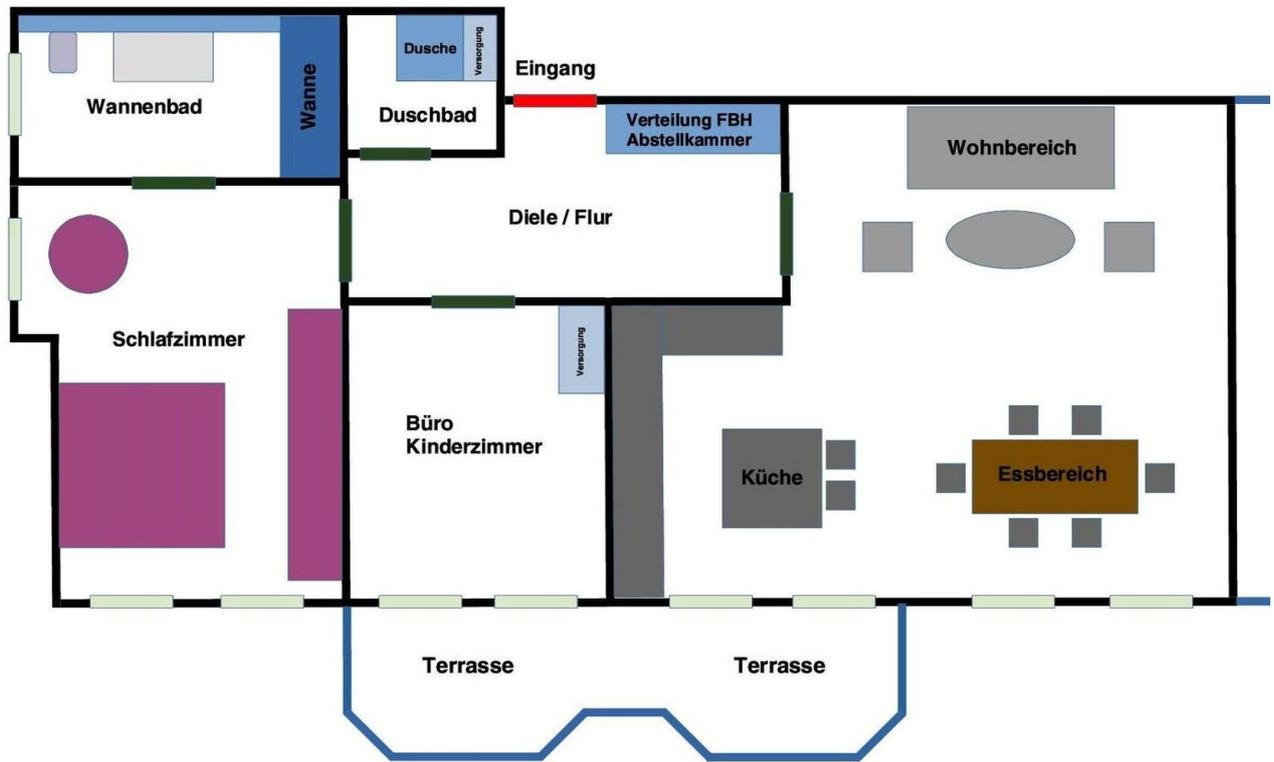 Eingang
Dusche
Versorgung
Wannenbad
Wanne
Duschbad
Verteilung FBH
Abstellkammer
Wohnbereich
Diele / Flur
Schlafzimmer
Versorgung
Büro
Kinderzimmer
Küche
Essbereich
Terrasse
Terrasse